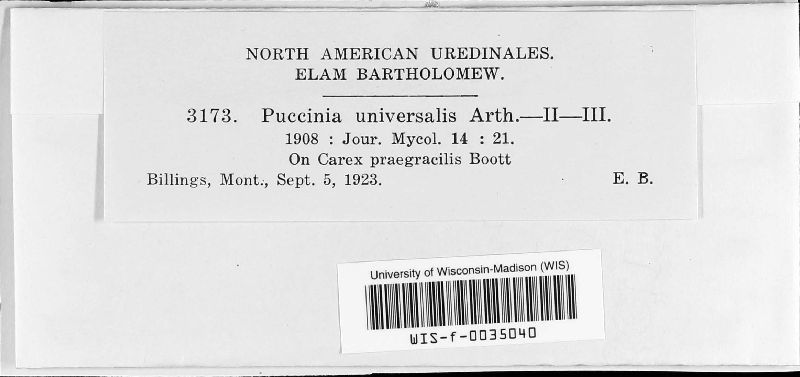 NORTH AMERICAN UREDINALES.
ELAM BARTHOLOMEW.
3173. Puccinia universalis Arth.—II—III.
1908 : Jour. Mycol. 14 : 21.
On Carex praegracilis Boott
Billings, Mont., Sept. 5, 1923. E. B.
University of Wisconsin-Madison (WIS)
WIS-f-0035040